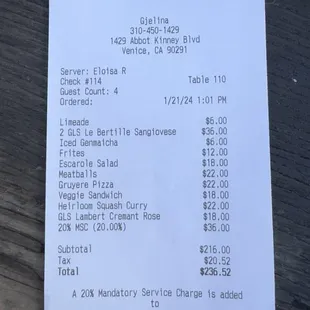 Gjelina
310-450-1429
1429 Abbot Kinney Blvd
Venice, CA 90291
Server: Eloisa R
Check #114 Table 110
Guest Count: 4
Ordered: 1/21/24 1:01 PM
Limeade $6.00
2 GLS Le Bertille Sangiovese $36.00
Iced Genmaicha $6.00
Frites $12.00
Escarole Salad $18.00
Meatballs $22.00
Gruyere Pizza $22.00
Veggie Sandwich $18.00
Heirloom Squash Curry $22.00
GLS Lambert Cremant Rose $18.00
20% MSC (20.00%) $36.00
Subtotal $216.00
Tax $20.52
Total $236.52
A 20% Mandatory Service Charge is added
to